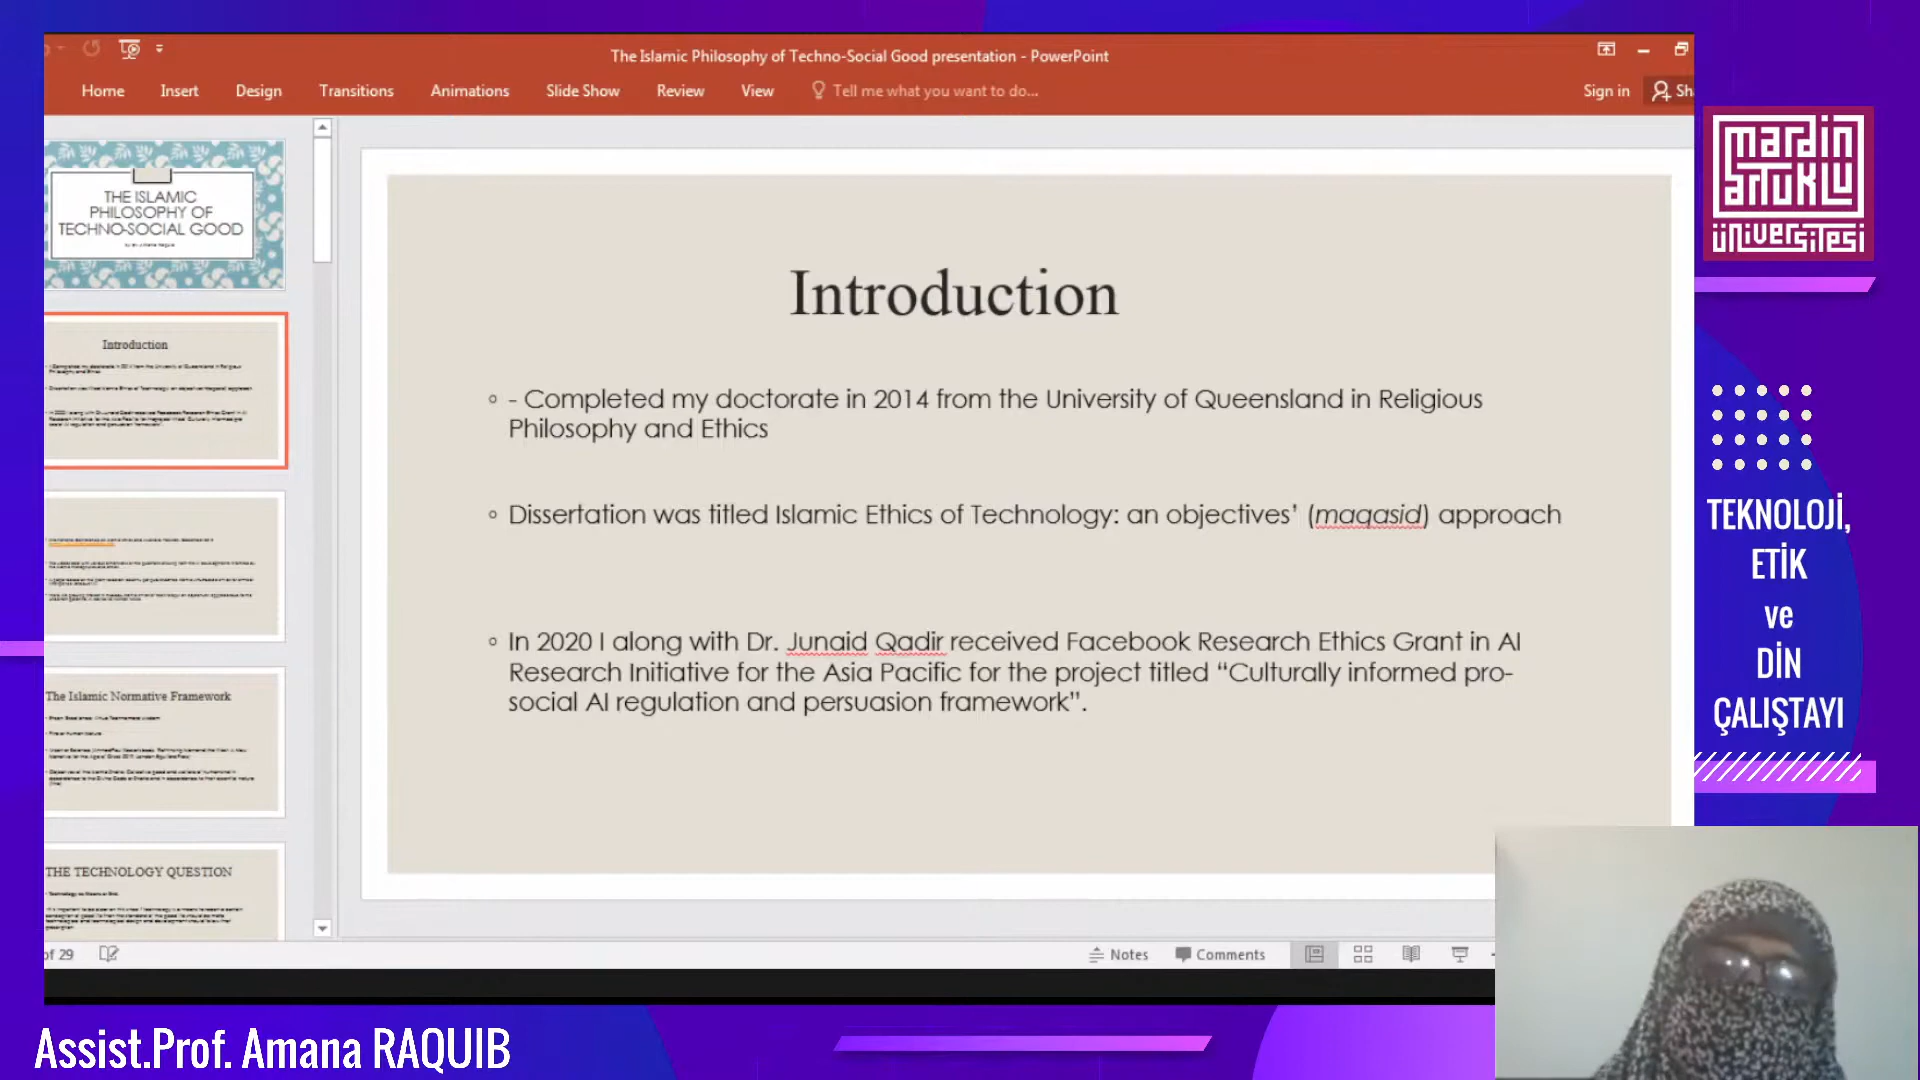 The Islamic Philosophy of Techno-Social Good presentation - PowerPoint
Home Insert Design Transitions Animations Slide Show Review View Tell me what you want to do... Sign in Sh
THE ISLAMIC
PHILOSOPHY OF
TECHNO-SOCIAL GOOD
Introduction
The Islamic Normative Framework
THE TECHNOLOGY QUESTION
Introduction
- Completed my doctorate in 2014 from the University of Queensland in Religious
Philosophy and Ethics
Dissertation was titled Islamic Ethics of Technology: an objectives’ (maqasid) approach
In 2020 I along with Dr. Junaid Qadir received Facebook Research Ethics Grant in AI
Research Initiative for the Asia Pacific for the project titled “Culturally informed pro-
social AI regulation and persuasion framework”.
of 29
Notes Comments
mardin
artuklu
üniversitesi
TEKNOLOJİ,
ETİK
ve
DİN
ÇALIŞTAYI
Assist.Prof. Amana RAQUIB